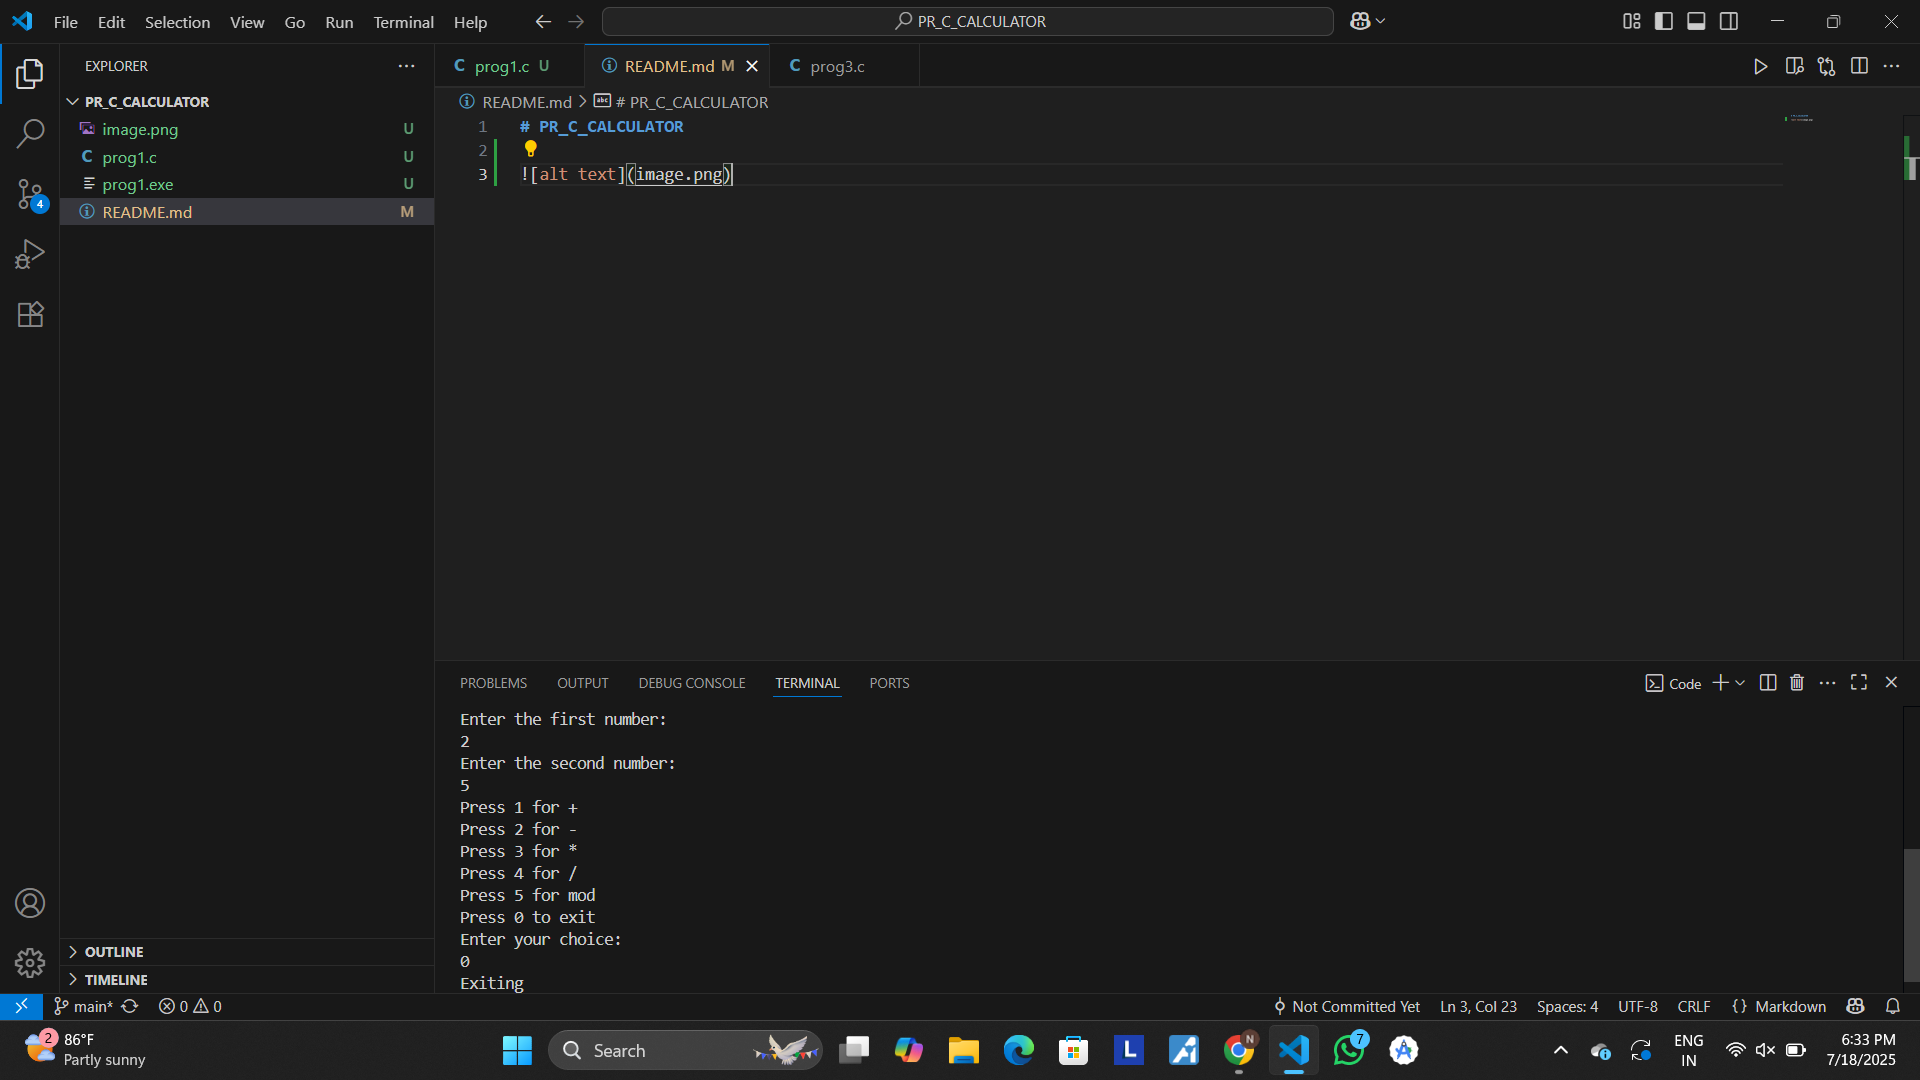 File Edit Selection View Go Run Terminal Help
PR_C_CALCULATOR
EXPLORER
PR_C_CALCULATOR
image.png U
prog1.c U
prog1.exe U
README.md M
4
OUTLINE
TIMELINE
C prog1.c U
README.md M
C prog3.c
README.md > abc # PR_C_CALCULATOR
1 # PR_C_CALCULATOR
2
3 ![alt text](image.png)
PROBLEMS OUTPUT DEBUG CONSOLE TERMINAL PORTS
Code
Enter the first number:
2
Enter the second number:
5
Press 1 for +
Press 2 for -
Press 3 for *
Press 4 for /
Press 5 for mod
Press 0 to exit
Enter your choice:
0
Exiting
main* 0 0
Not Committed Yet Ln 3, Col 23 Spaces: 4 UTF-8 CRLF {} Markdown
2
86°F
Partly sunny
Search
L
N
7
ENG
IN
6:33 PM
7/18/2025